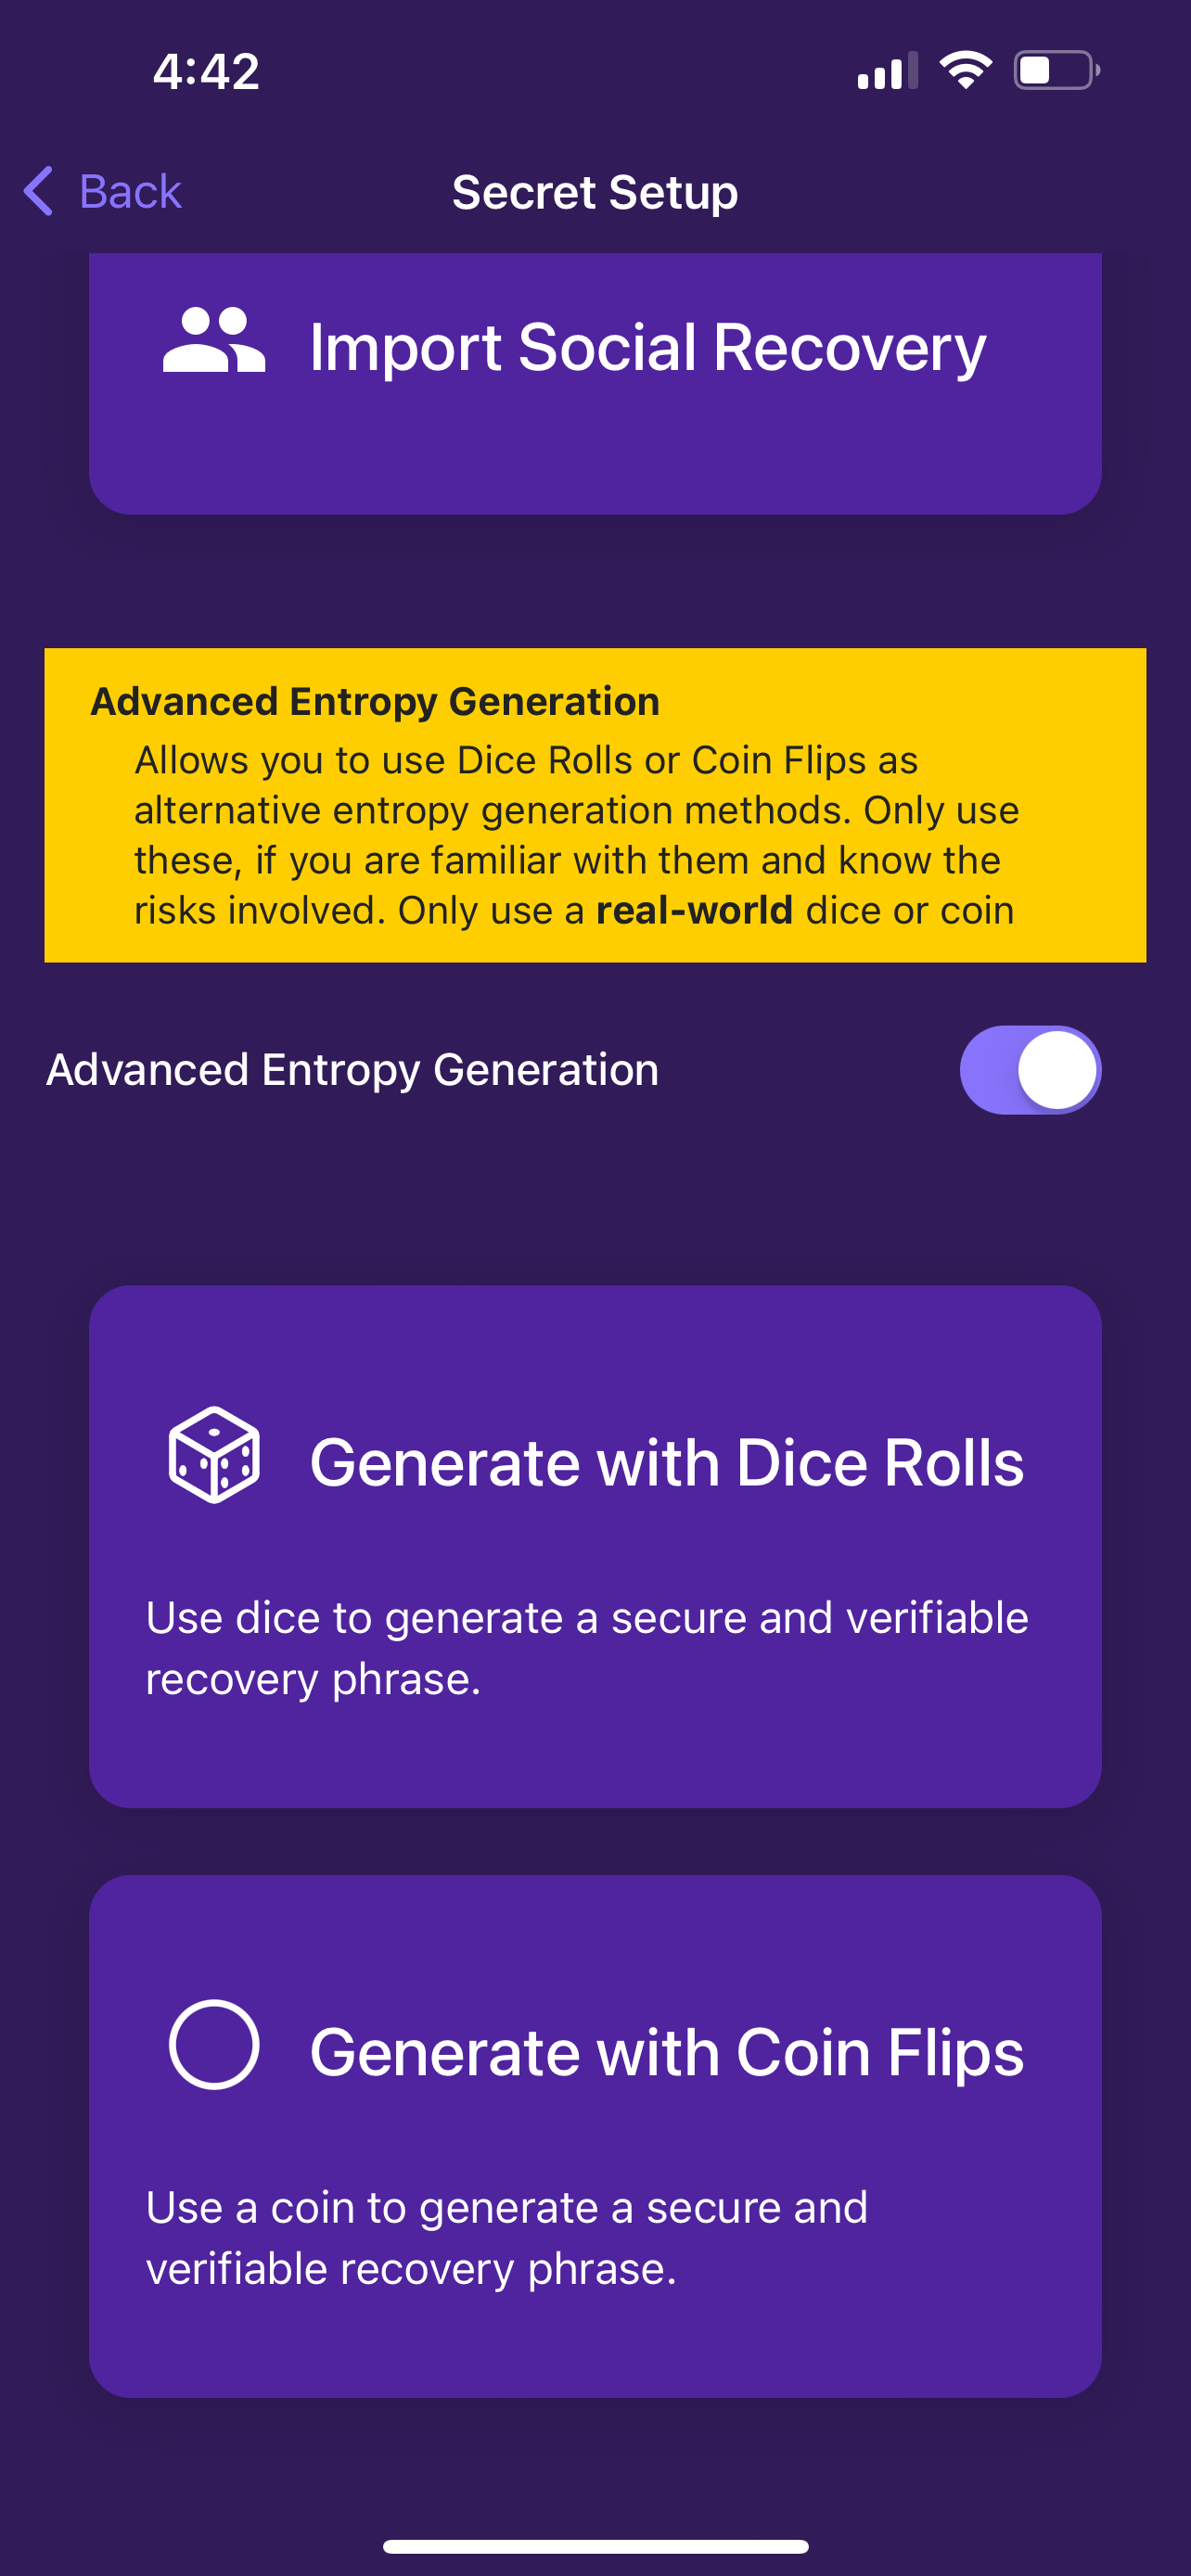 4:42
Back
Secret Setup
Import Social Recovery
Advanced Entropy Generation
Allows you to use Dice Rolls or Coin Flips as
alternative entropy generation methods. Only use
these, if you are familiar with them and know the
risks involved. Only use a real-world dice or coin
Advanced Entropy Generation
Generate with Dice Rolls
Use dice to generate a secure and verifiable
recovery phrase.
Generate with Coin Flips
Use a coin to generate a secure and
verifiable recovery phrase.